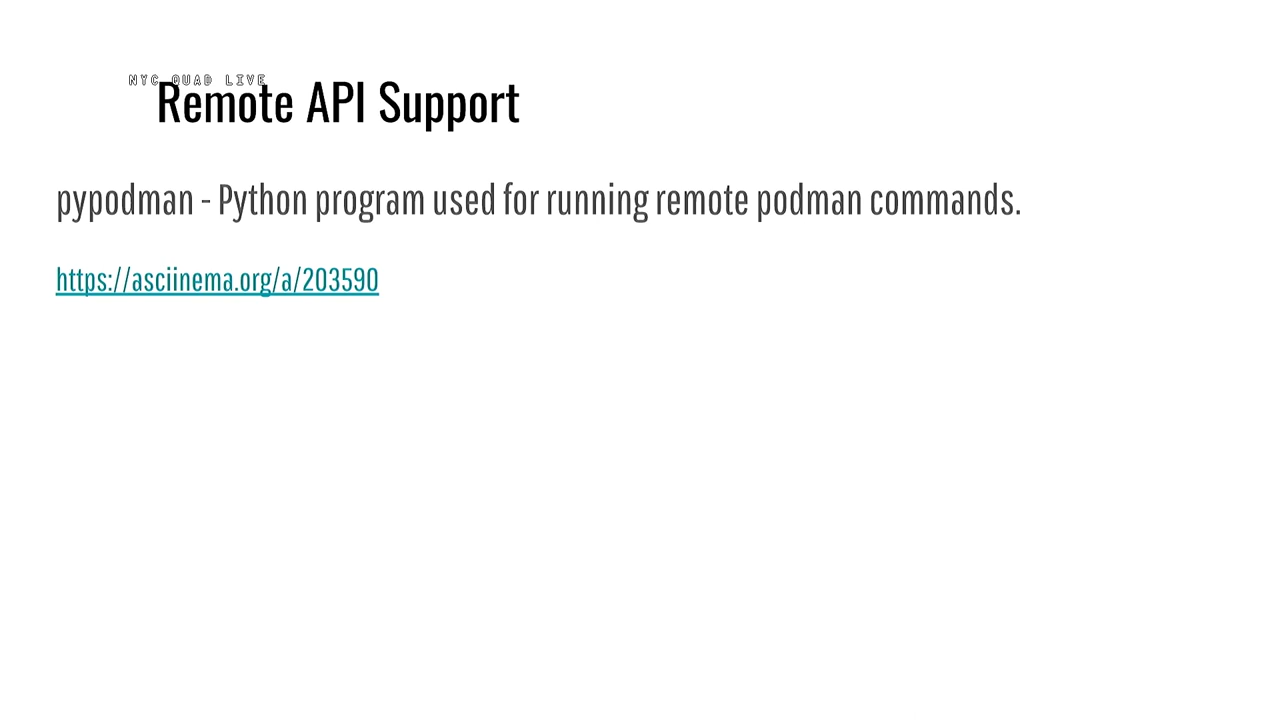 NYC QUAD LIVE
Remote API Support
pypodman - Python program used for running remote podman commands.
https://asciinema.org/a/203590